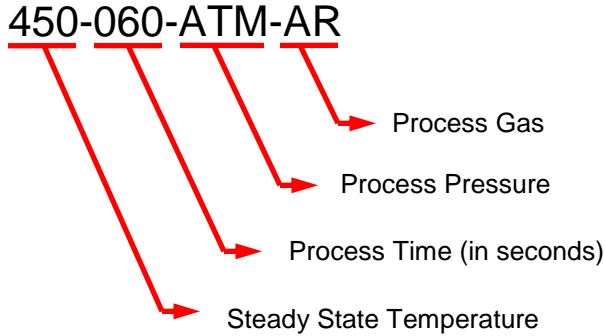 450-060-ATM-AR
Process Gas
Process Pressure
Process Time (in seconds)
Steady State Temperature